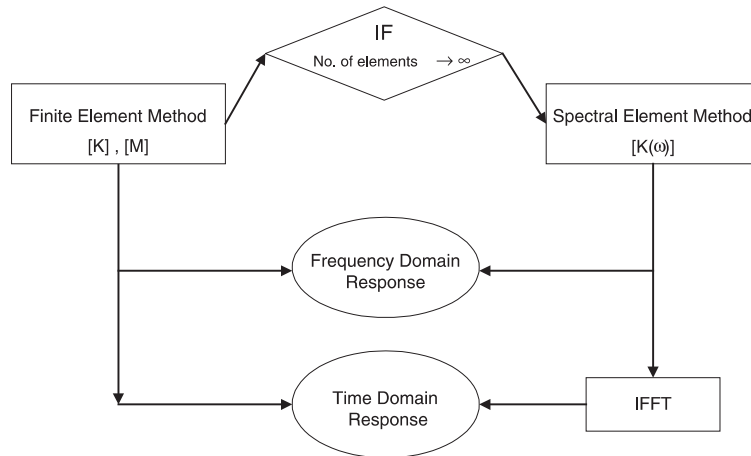 IF
No. of elements → ∞
Finite Element Method
[K] , [M]
Spectral Element Method
[K(ω)]
Frequency Domain
Response
Time Domain
Response
IFFT